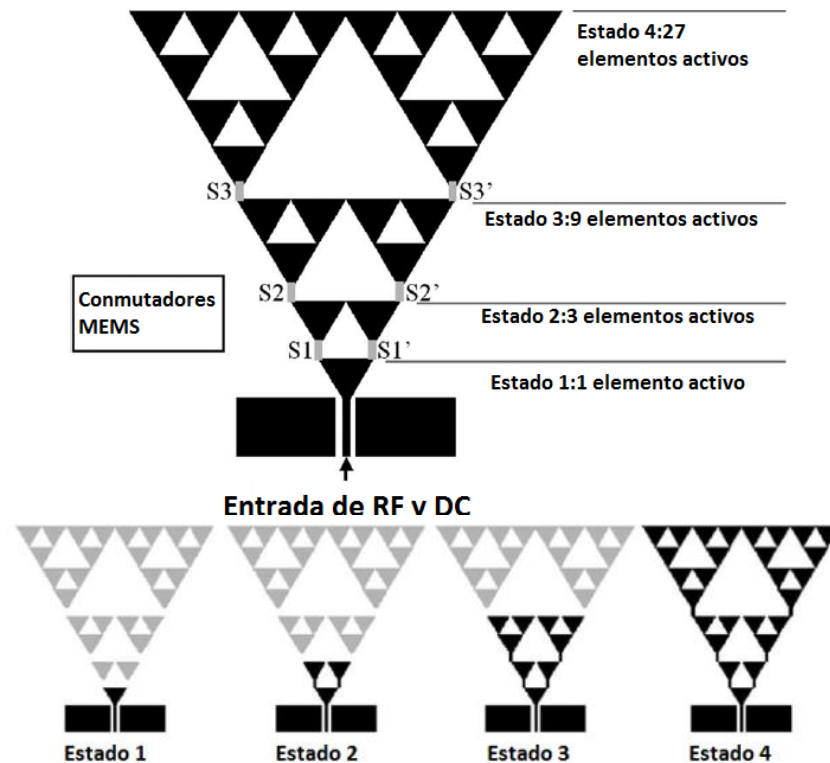 Estado 4:27
elementos activos
S3
S3’
Estado 3:9 elementos activos
Conmutadores
MEMS
S2
S2’
Estado 2:3 elementos activos
S1
S1’
Estado 1:1 elemento activo
Entrada de RF y DC
Estado 1
Estado 2
Estado 3
Estado 4